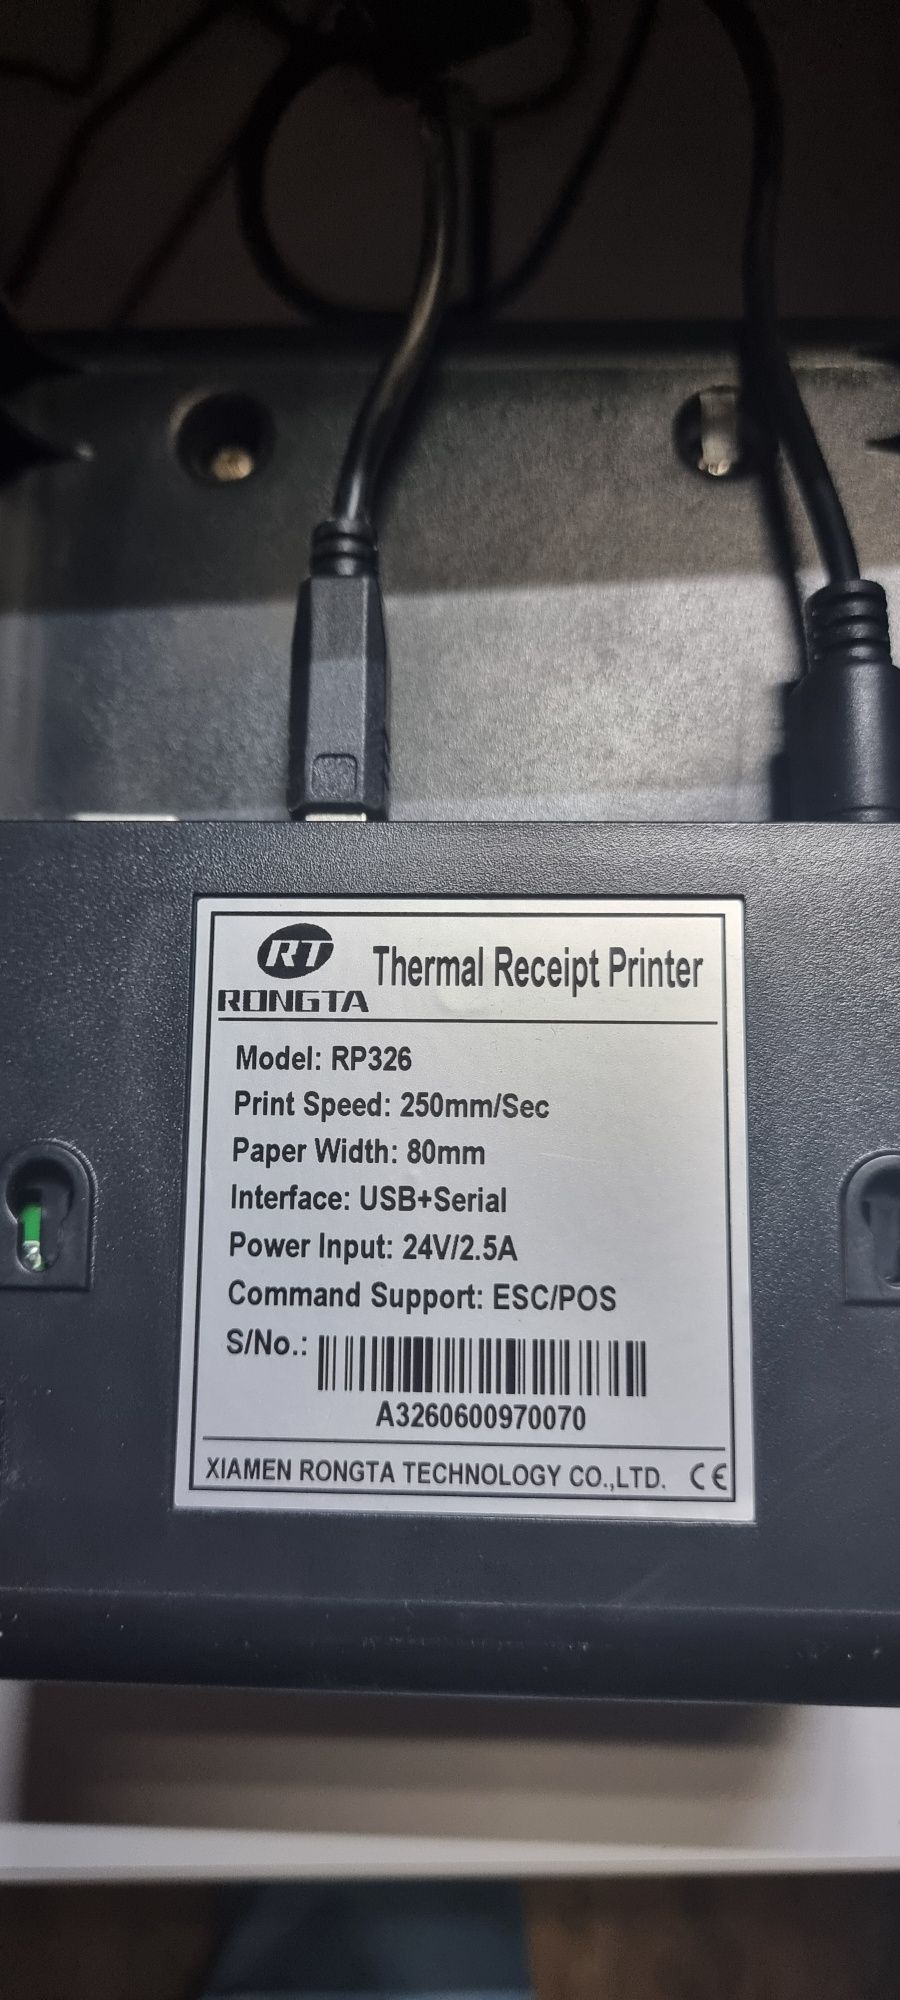 RT
RONGTA
Thermal Receipt Printer
Model: RP326
Print Speed: 250mm/Sec
Paper Width: 80mm
Interface: USB+Serial
Power Input: 24V/2.5A
Command Support: ESC/POS
S/No.:
A3260600970070
XIAMEN RONGTA TECHNOLOGY CO.,LTD. CE